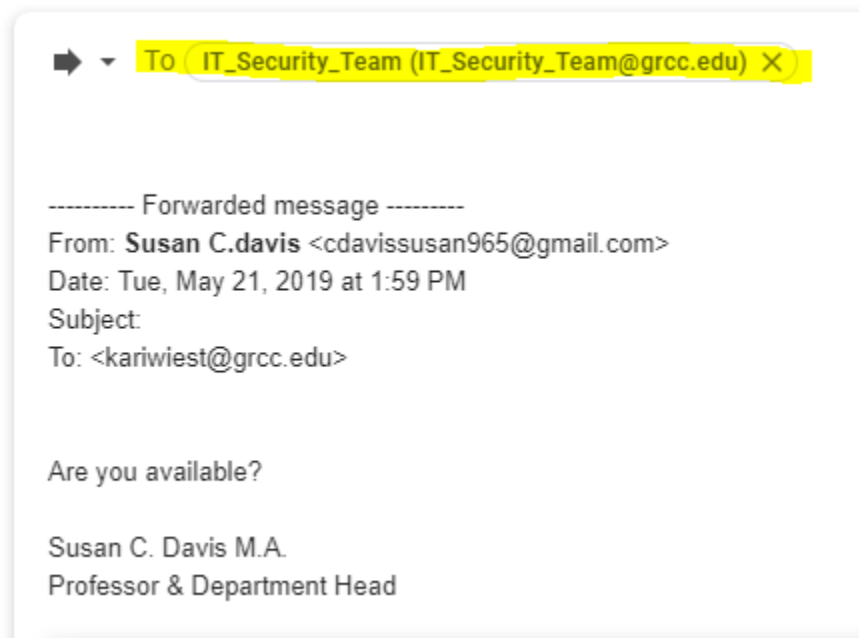 To IT_Security_Team (IT_Security_Team@grcc.edu)
---------- Forwarded message ---------
From: Susan C.davis <cdavissusan965@gmail.com>
Date: Tue, May 21, 2019 at 1:59 PM
Subject:
To: <kariwiest@grcc.edu>
Are you available?
Susan C. Davis M.A.
Professor & Department Head